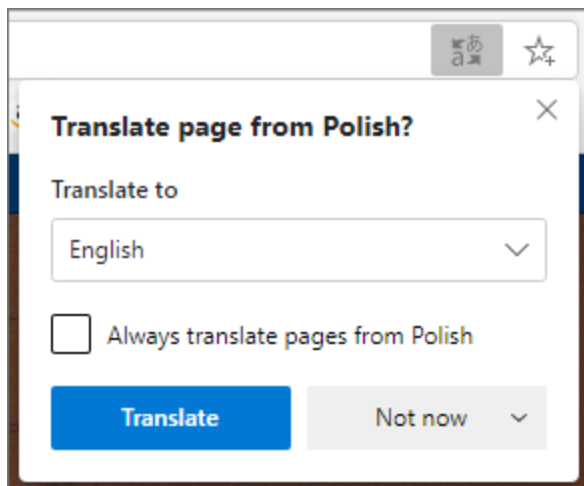 Translate page from Polish?
Translate to
English
Always translate pages from Polish
Translate
Not now